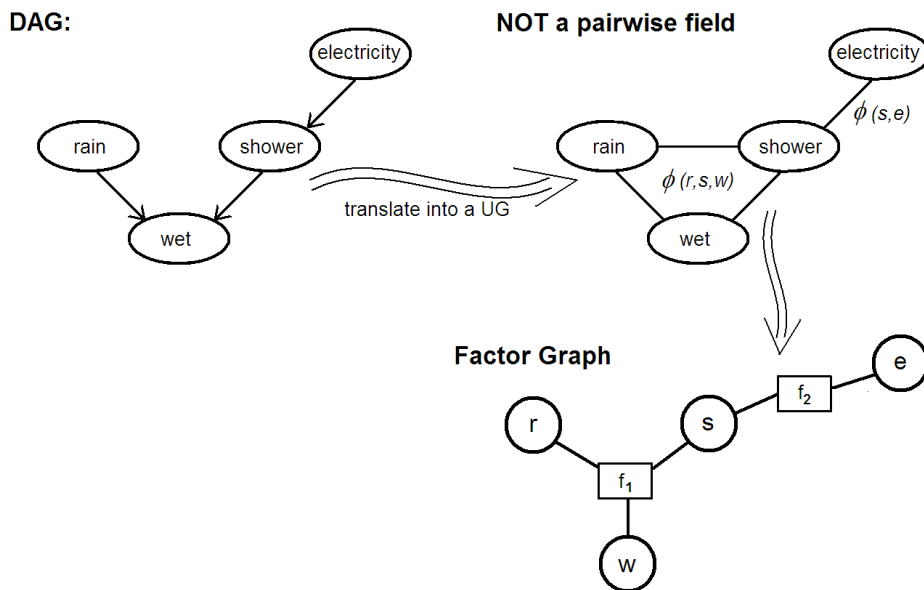 DAG:
electricity
rain
shower
wet
translate into a UG
NOT a pairwise field
electricity
ϕ (s,e)
rain
shower
ϕ (r,s,w)
wet
Factor Graph
e
f₂
r
s
f₁
w